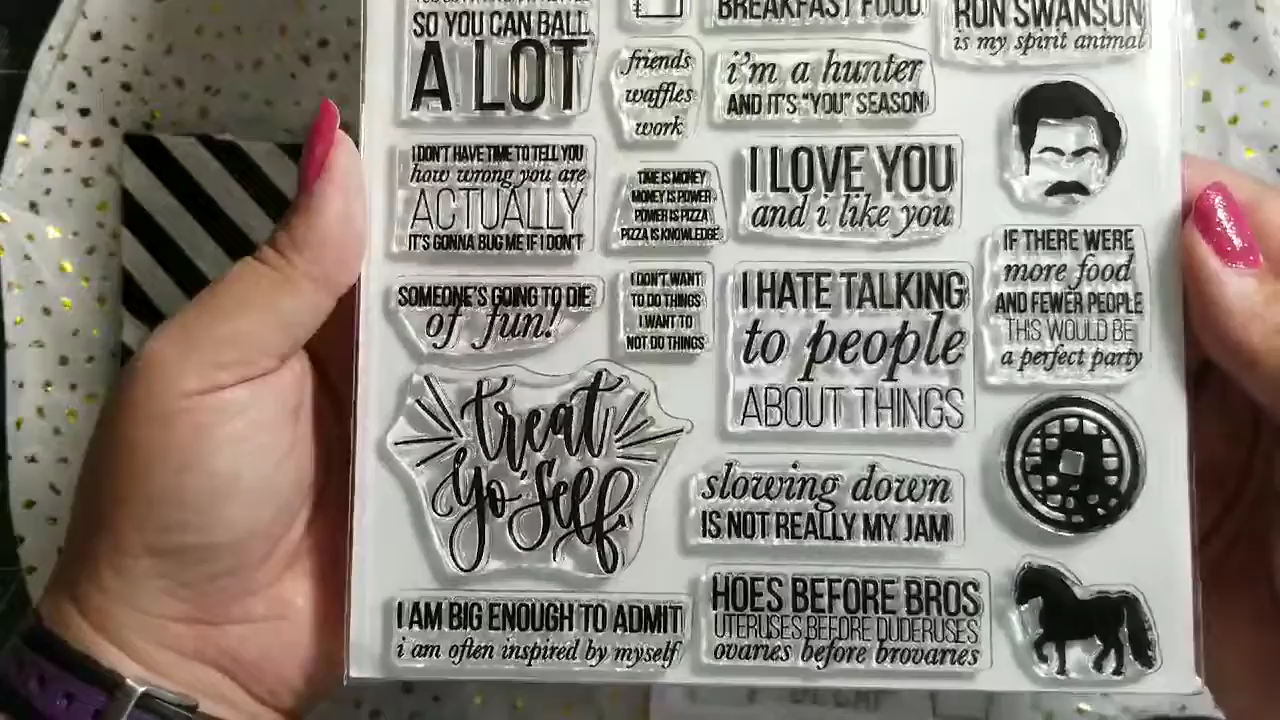 SO YOU CAN BALL
A LOT
BREAKFAST FOOD.
RON SWANSON
is my spirit animal
friends
waffles
work
i'm a hunter
AND IT'S "YOU" SEASON
I DON'T HAVE TIME TO TELL YOU
how wrong you are
ACTUALLY
IT'S GONNA BUG ME IF I DON'T
TIME IS MONEY
MONEY IS POWER
POWER IS PIZZA
PIZZA IS KNOWLEDGE
I LOVE YOU
and i like you
IF THERE WERE
more food
AND FEWER PEOPLE
THIS WOULD BE
a perfect party
SOMEONE'S GOING TO DIE
of fun!
I DON'T WANT
TO DO THINGS
I WANT TO
NOT DO THINGS
I HATE TALKING
to people
ABOUT THINGS
treat
yo' self
slowing down
IS NOT REALLY MY JAM
I AM BIG ENOUGH TO ADMIT
i am often inspired by myself
HOES BEFORE BROS
UTERUSES BEFORE DUDERUSES
ovaries before brovaries